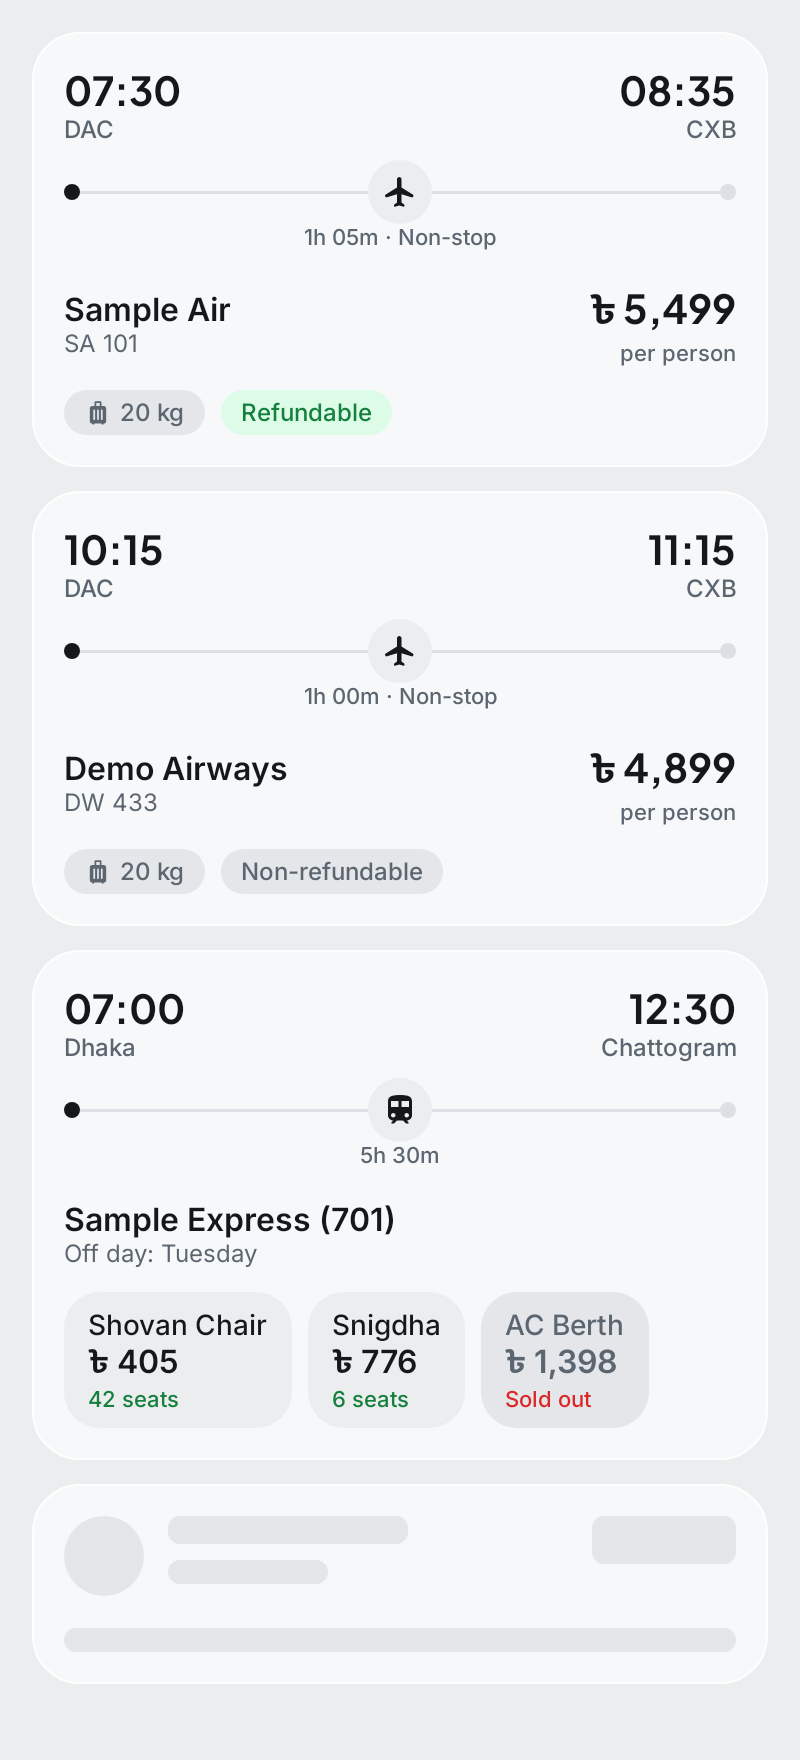 07:30 08:35
DAC CXB
1h 05m · Non-stop
Sample Air ৳ 5,499
SA 101 per person
20 kg Refundable
10:15 11:15
DAC CXB
1h 00m · Non-stop
Demo Airways ৳ 4,899
DW 433 per person
20 kg Non-refundable
07:00 12:30
Dhaka Chattogram
5h 30m
Sample Express (701)
Off day: Tuesday
Shovan Chair Snigdha AC Berth
৳ 405 ৳ 776 ৳ 1,398
42 seats 6 seats Sold out